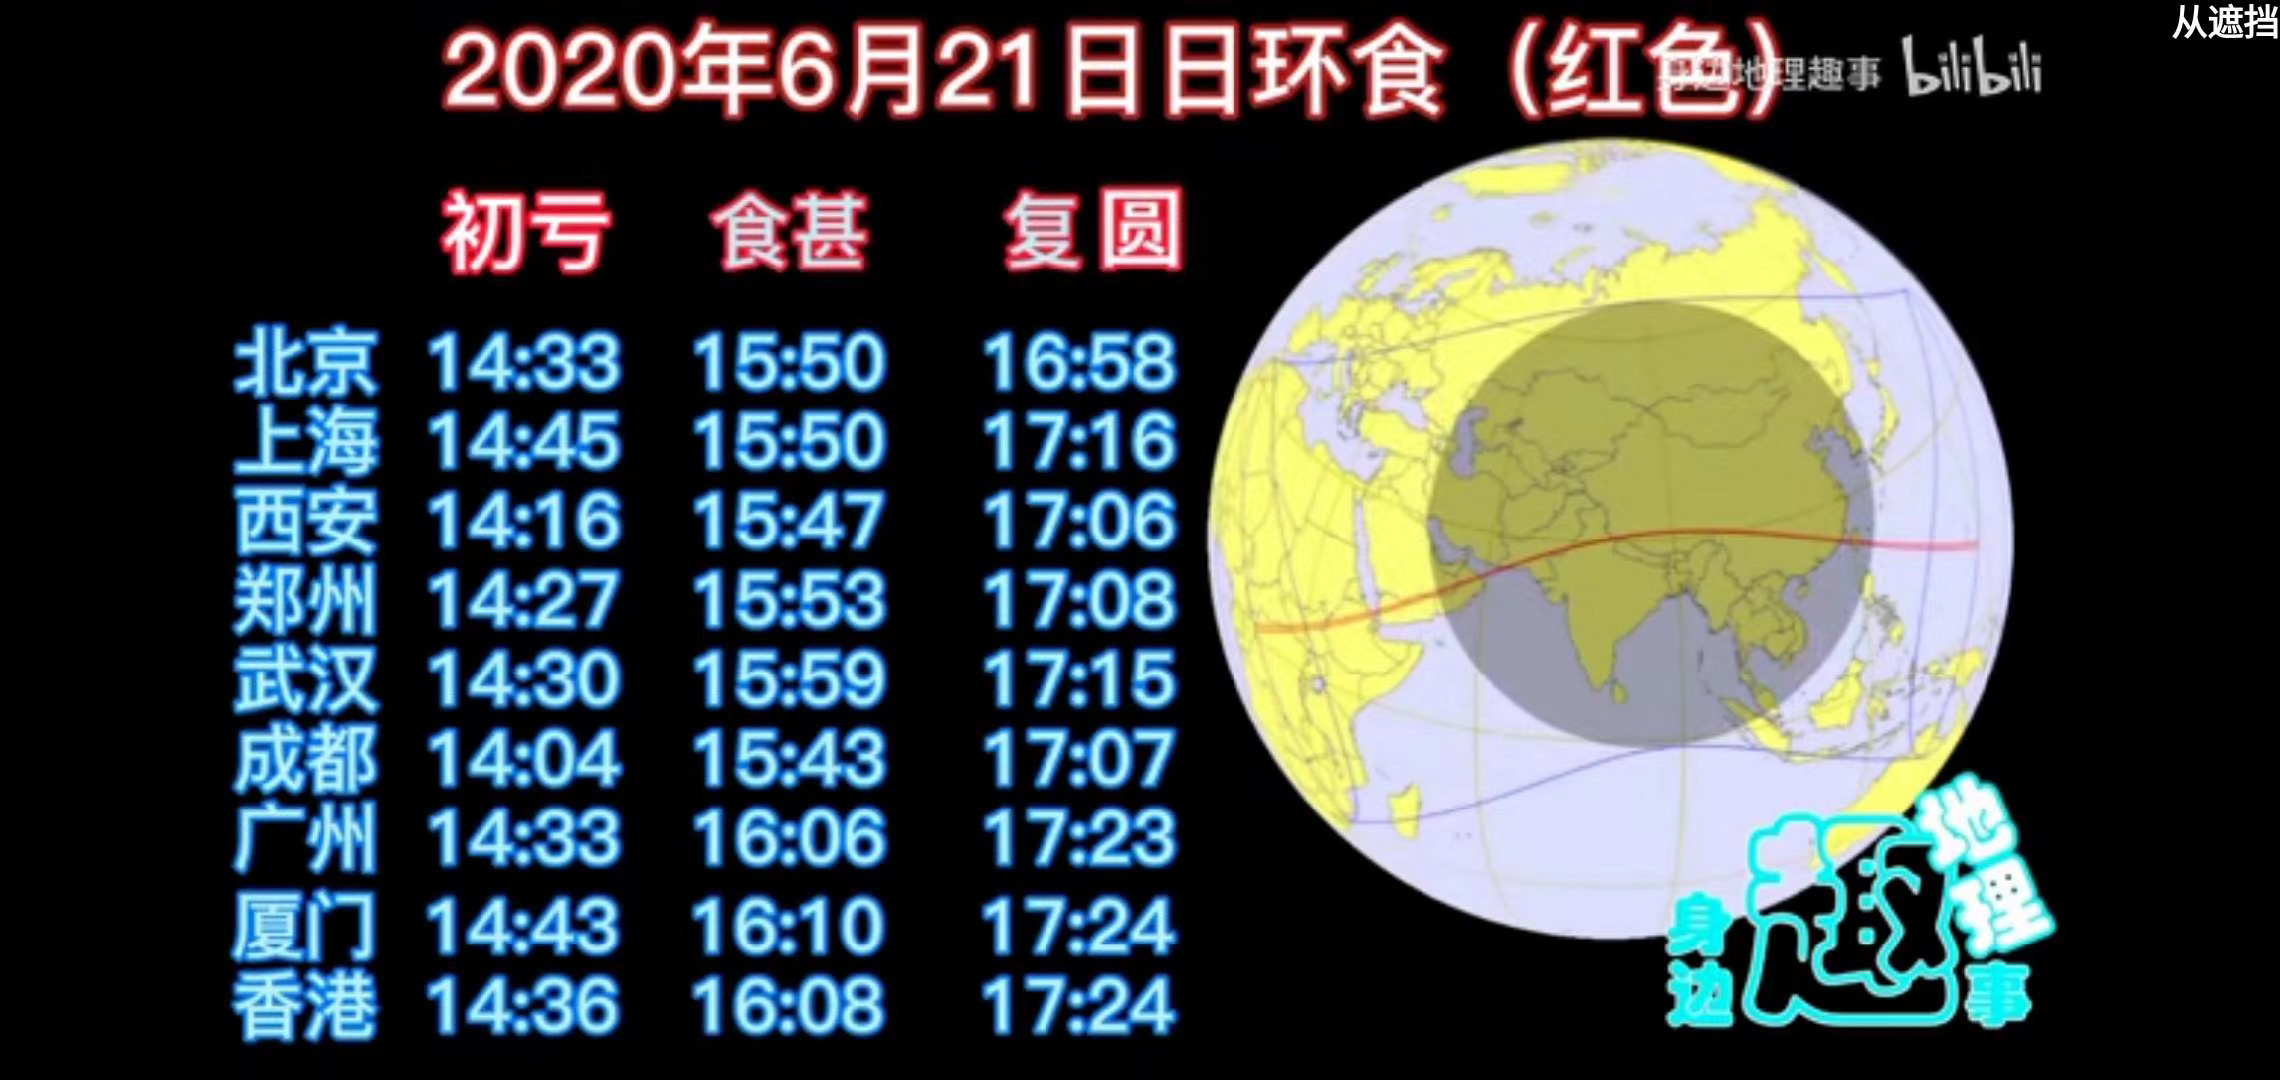 从遮挡
2020年6月21日日环食（红色）
身边地理趣事 bilibili
初亏 食甚 复圆
北京 14:33 15:50 16:58
上海 14:45 15:50 17:16
西安 14:16 15:47 17:06
郑州 14:27 15:53 17:08
武汉 14:30 15:59 17:15
成都 14:04 15:43 17:07
广州 14:33 16:06 17:23
厦门 14:43 16:10 17:24
香港 14:36 16:08 17:24
身边地理趣事